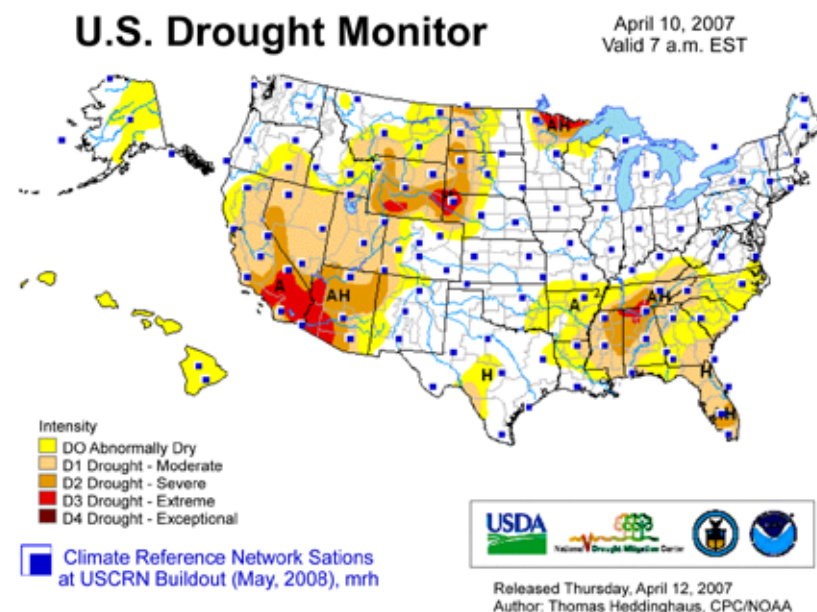 U.S. Drought Monitor
April 10, 2007
Valid 7 a.m. EST
AH
A
AH
A
AH
H
H
H
Intensity
DO Abnormally Dry
D1 Drought - Moderate
D2 Drought - Severe
D3 Drought - Extreme
D4 Drought - Exceptional
Climate Reference Network Sations
at USCRN Buildout (May, 2008), mrh
USDA
National Drought Mitigation Center
Released Thursday, April 12, 2007
Author: Thomas Heddinghaus, CPC/NOAA